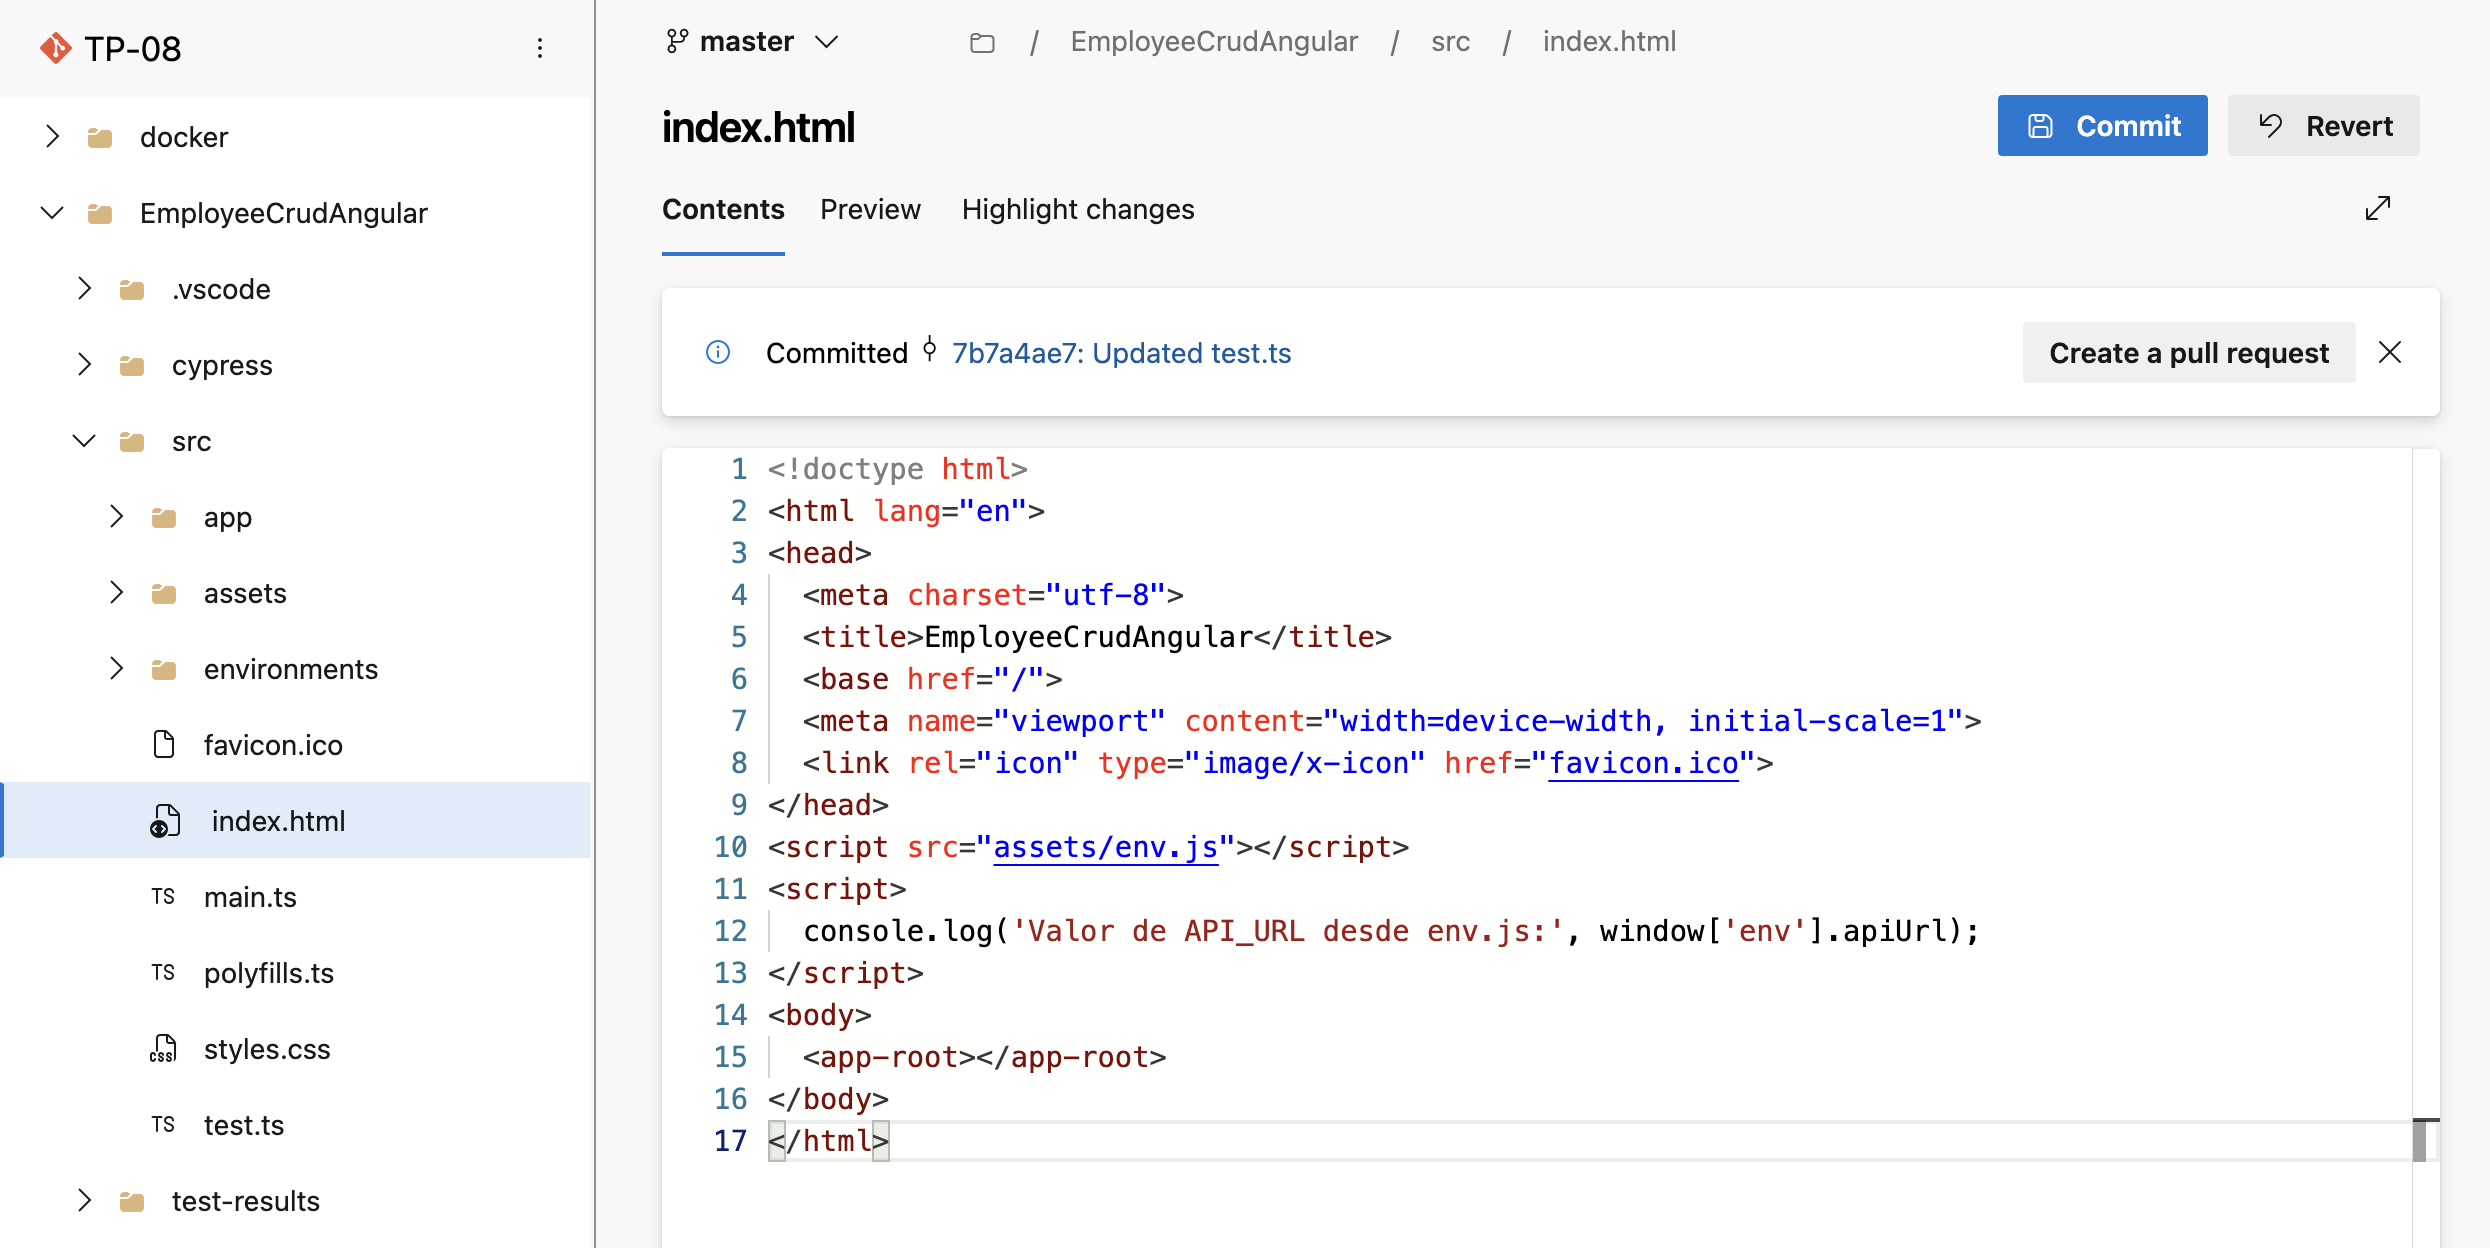 TP-08
docker
EmployeeCrudAngular
.vscode
cypress
src
app
assets
environments
favicon.ico
index.html
TS main.ts
TS polyfills.ts
css styles.css
TS test.ts
test-results
master / EmployeeCrudAngular / src / index.html
index.html
Commit Revert
Contents Preview Highlight changes
Committed 7b7a4ae7: Updated test.ts Create a pull request
1 <!doctype html>
2 <html lang="en">
3 <head>
4   <meta charset="utf-8">
5   <title>EmployeeCrudAngular</title>
6   <base href="/">
7   <meta name="viewport" content="width=device-width, initial-scale=1">
8   <link rel="icon" type="image/x-icon" href="favicon.ico">
9 </head>
10 <script src="assets/env.js"></script>
11 <script>
12   console.log('Valor de API_URL desde env.js:', window['env'].apiUrl);
13 </script>
14 <body>
15   <app-root></app-root>
16 </body>
17 </html>